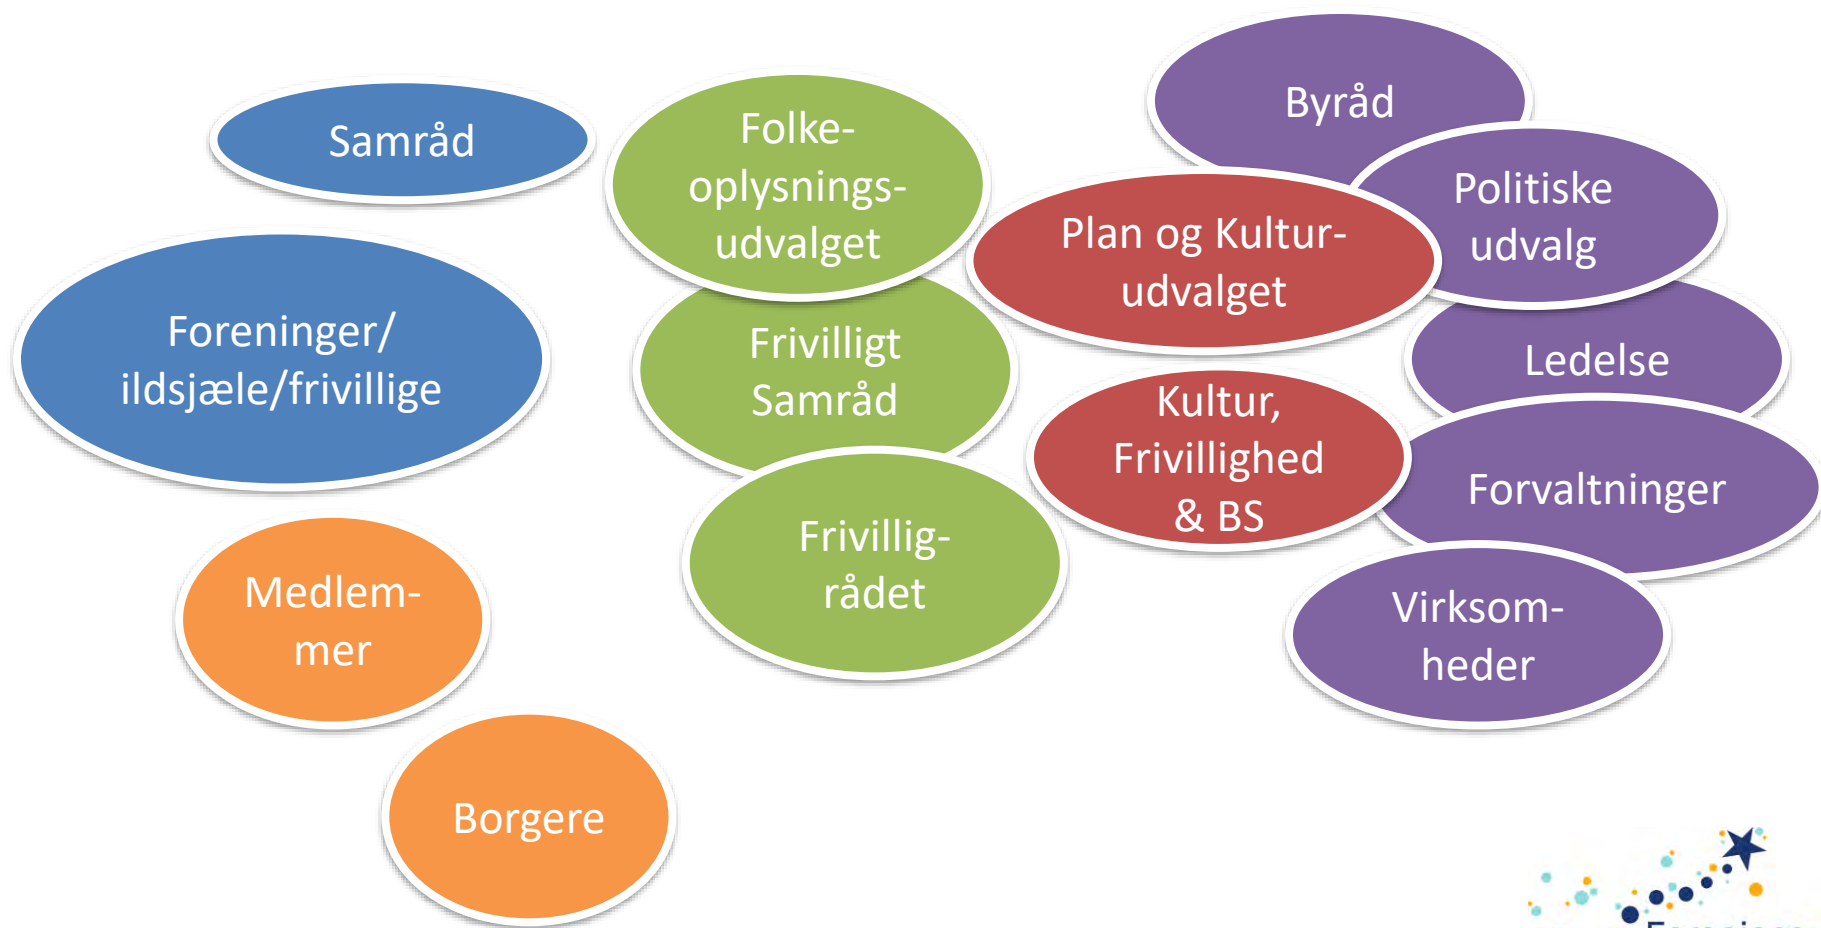 Samråd
Foreninger/
ildsjæle/frivillige
Medlem-
mer
Borgere
Folke-
oplysnings-
udvalget
Frivilligt
Samråd
Frivillig-
rådet
Plan og Kultur-
udvalget
Kultur,
Frivillighed
& BS
Byråd
Politiske
udvalg
Ledelse
Forvaltninger
Virksom-
heder